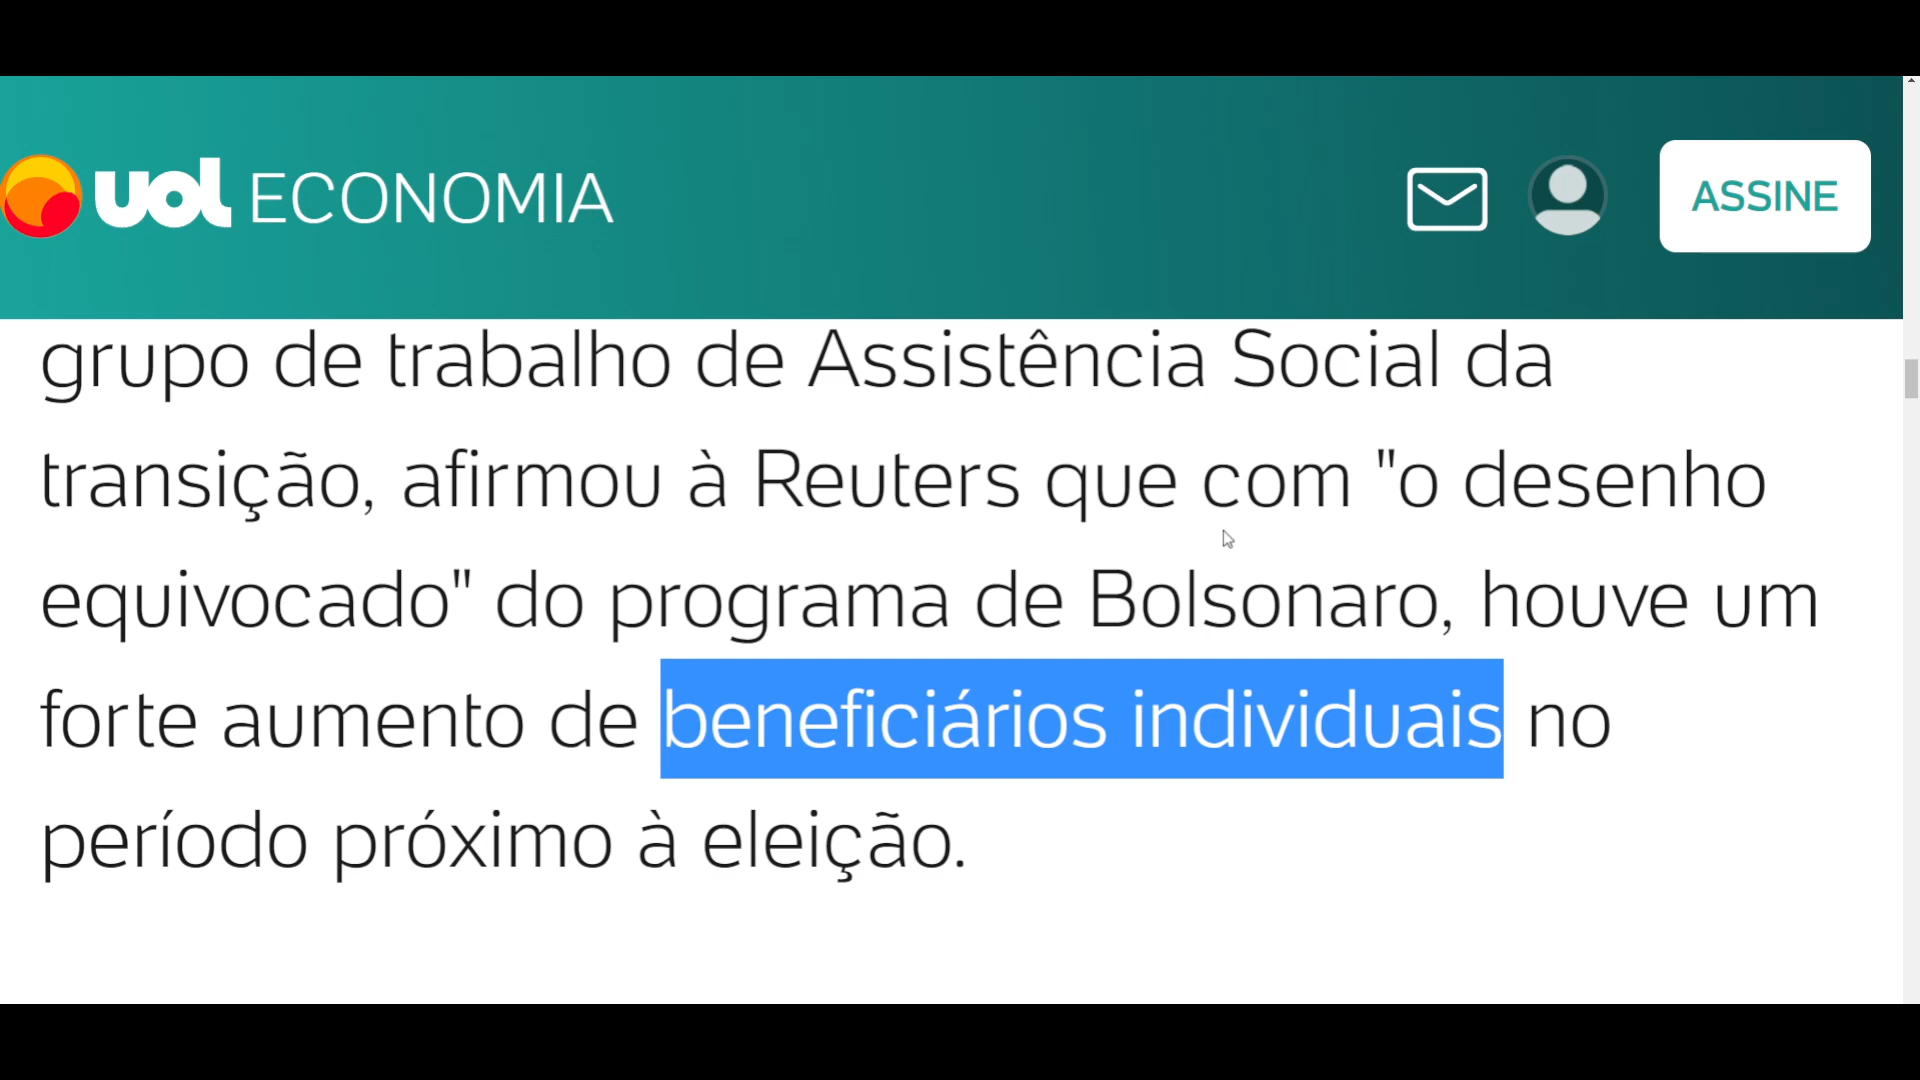 uol ECONOMIA
ASSINE
grupo de trabalho de Assistência Social da
transição, afirmou à Reuters que com "o desenho
equivocado" do programa de Bolsonaro, houve um
forte aumento de beneficiários individuais no
período próximo à eleição.